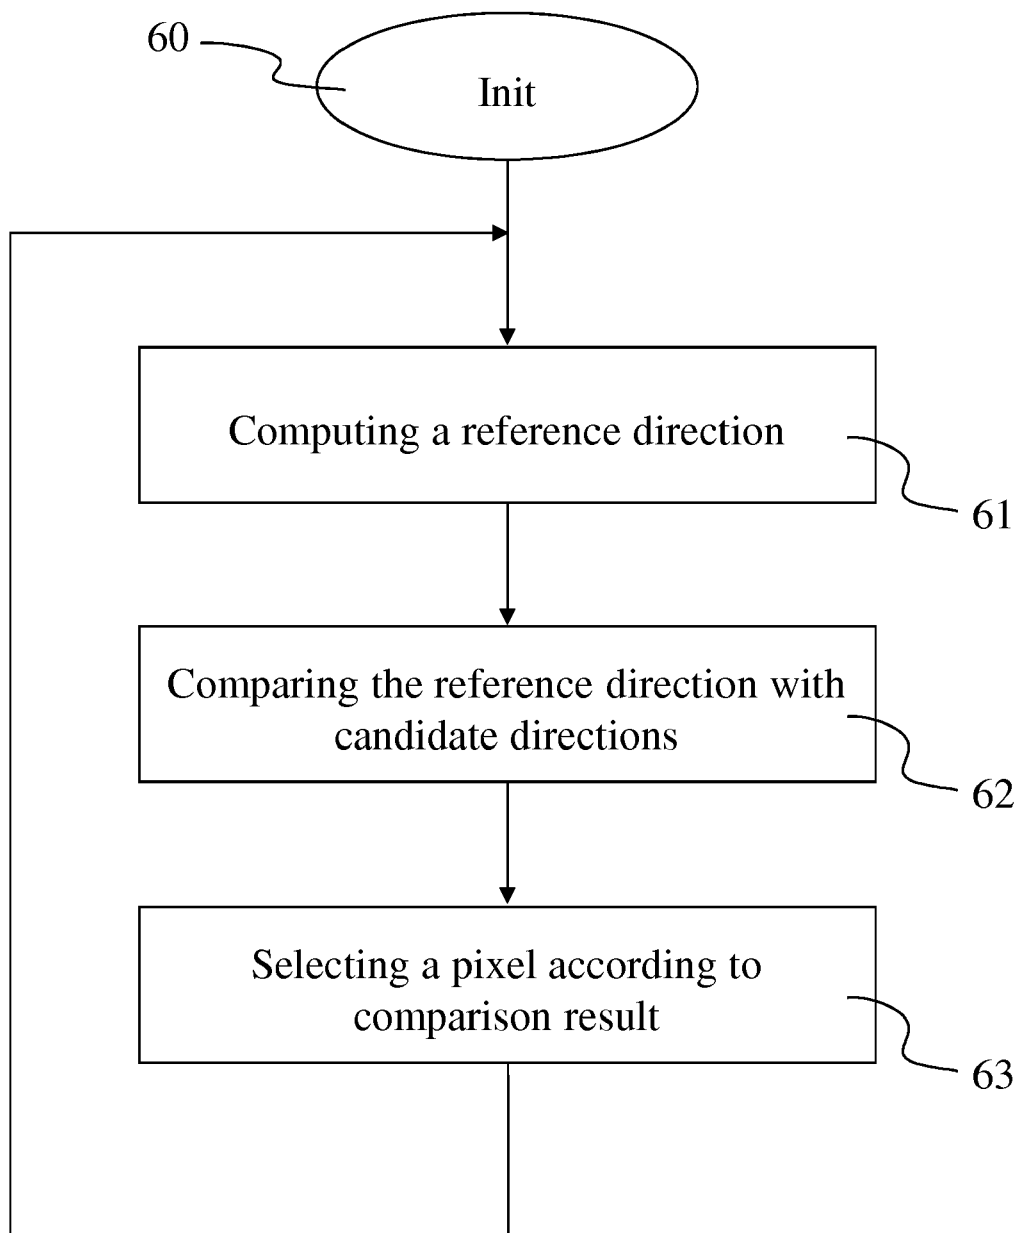 60
Init
Computing a reference direction
61
Comparing the reference direction with
candidate directions
62
Selecting a pixel according to
comparison result
63